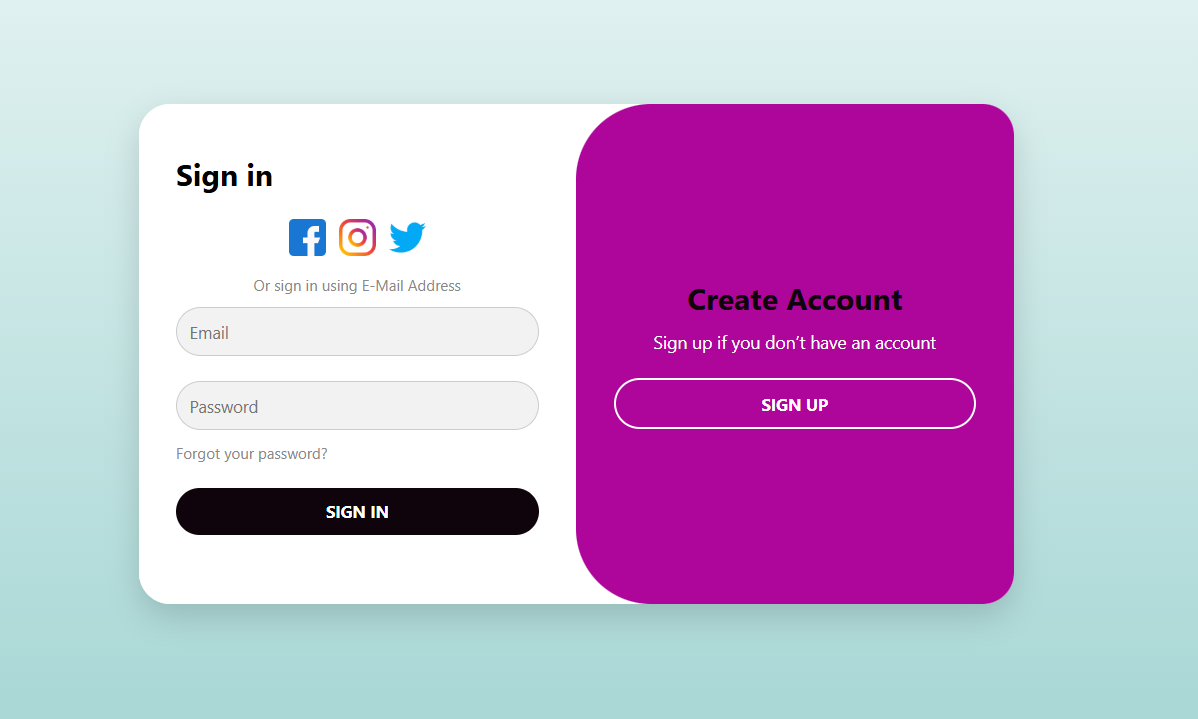 Sign in
Or sign in using E-Mail Address
Email
Password
Forgot your password?
SIGN IN
Create Account
Sign up if you don’t have an account
SIGN UP